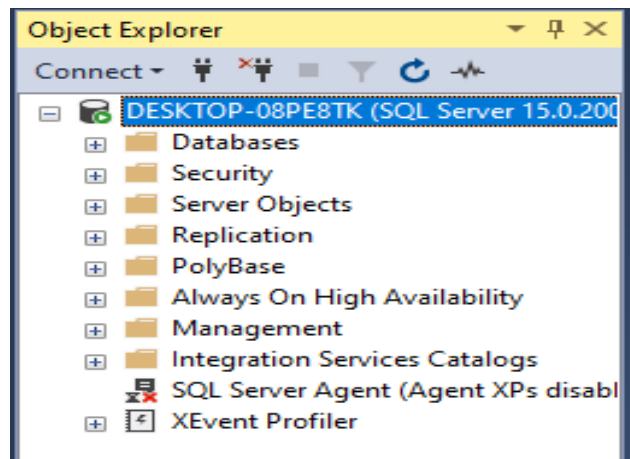 Object Explorer
Connect
DESKTOP-08PE8TK (SQL Server 15.0.200
Databases
Security
Server Objects
Replication
PolyBase
Always On High Availability
Management
Integration Services Catalogs
SQL Server Agent (Agent XPs disabl
XEvent Profiler